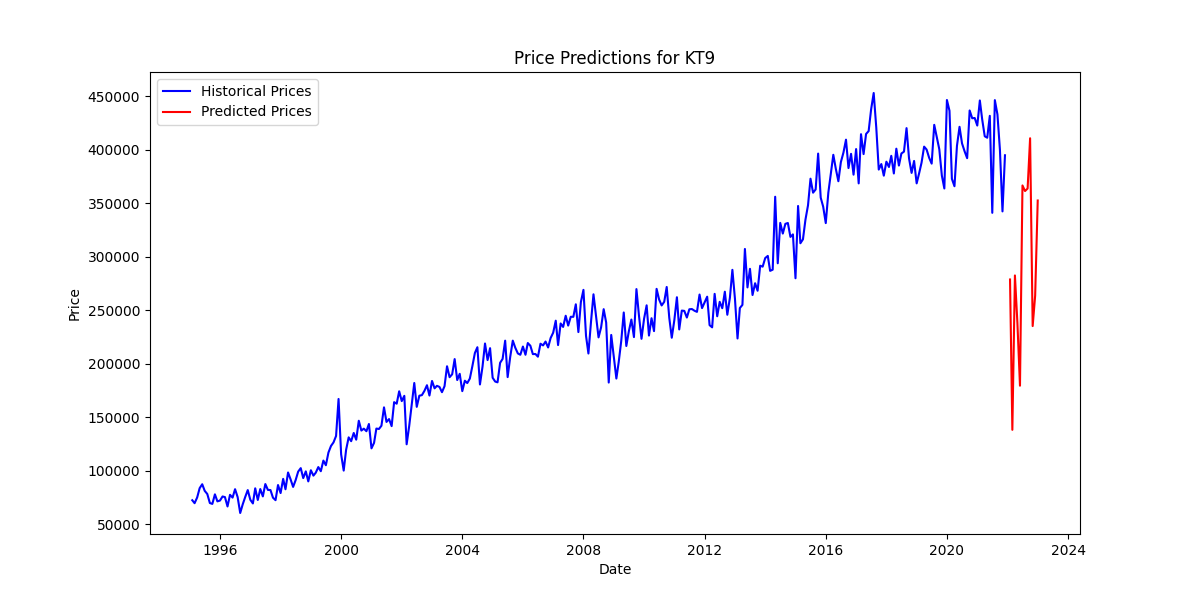 Price Predictions for KT9
Historical Prices
Predicted Prices
450000
400000
350000
300000
250000
200000
150000
100000
50000
Price
1996 2000 2004 2008 2012 2016 2020 2024
Date